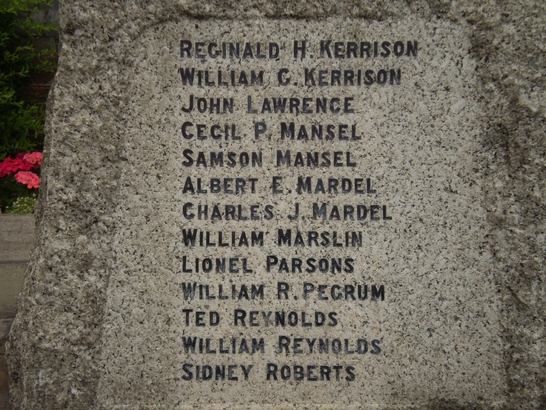 REGINALD H. KERRISON
WILLIAM G. KERRISON
JOHN LAWRENCE
CECIL P. MANSEL
SAMSON MANSEL
ALBERT E. MARDEL
CHARLES J. MARDEL
WILLIAM MARSLIN
LIONEL PARSONS
WILLIAM R. PEGRUM
TED REYNOLDS
WILLIAM REYNOLDS
SIDNEY ROBERTS